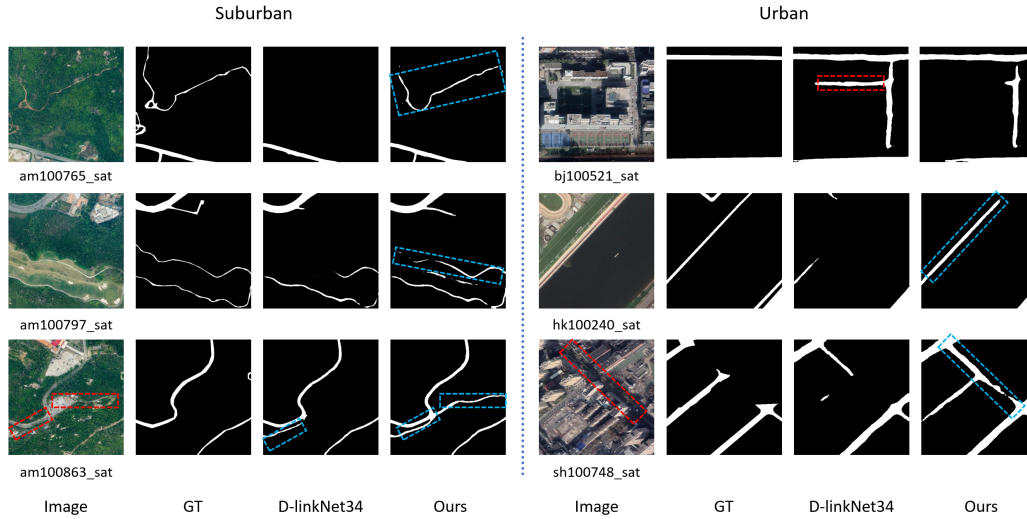 Suburban
Urban
am100765_sat
bj100521_sat
am100797_sat
hk100240_sat
am100863_sat
sh100748_sat
Image GT D-linkNet34 Ours Image GT D-linkNet34 Ours